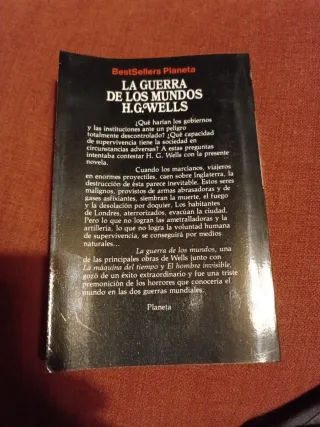 BestSellers Planeta
LA GUERRA
DE LOS MUNDOS
H.G.WELLS
¿Qué harían los gobiernos
y las instituciones ante un peligro
totalmente descontrolado? ¿Qué capacidad
de supervivencia tiene la sociedad en
circunstancias adversas? A estas preguntas
intentaba contestar H. G. Wells con la presente
novela.
Cuando los marcianos, viajeros
en enormes proyectiles, caen sobre Inglaterra, la
destrucción de ésta parece inevitable. Estos seres
malignos, provistos de armas abrasadoras y de
gases asfixiantes, siembran la muerte, el fuego
y la desolación por doquier. Los habitantes
de Londres, aterrorizados, evacuan la ciudad.
Pero lo que no logran las ametralladoras y la
artillería, lo que no logra la voluntad humana
de supervivencia, se conseguirá por medios
naturales...
La guerra de los mundos, una
de las principales obras de Wells junto con
La máquina del tiempo y El hombre invisible,
gozó de un éxito extraordinario y fue una triste
premonición de los horrores que conocería el
mundo en las dos guerras mundiales.
Planeta